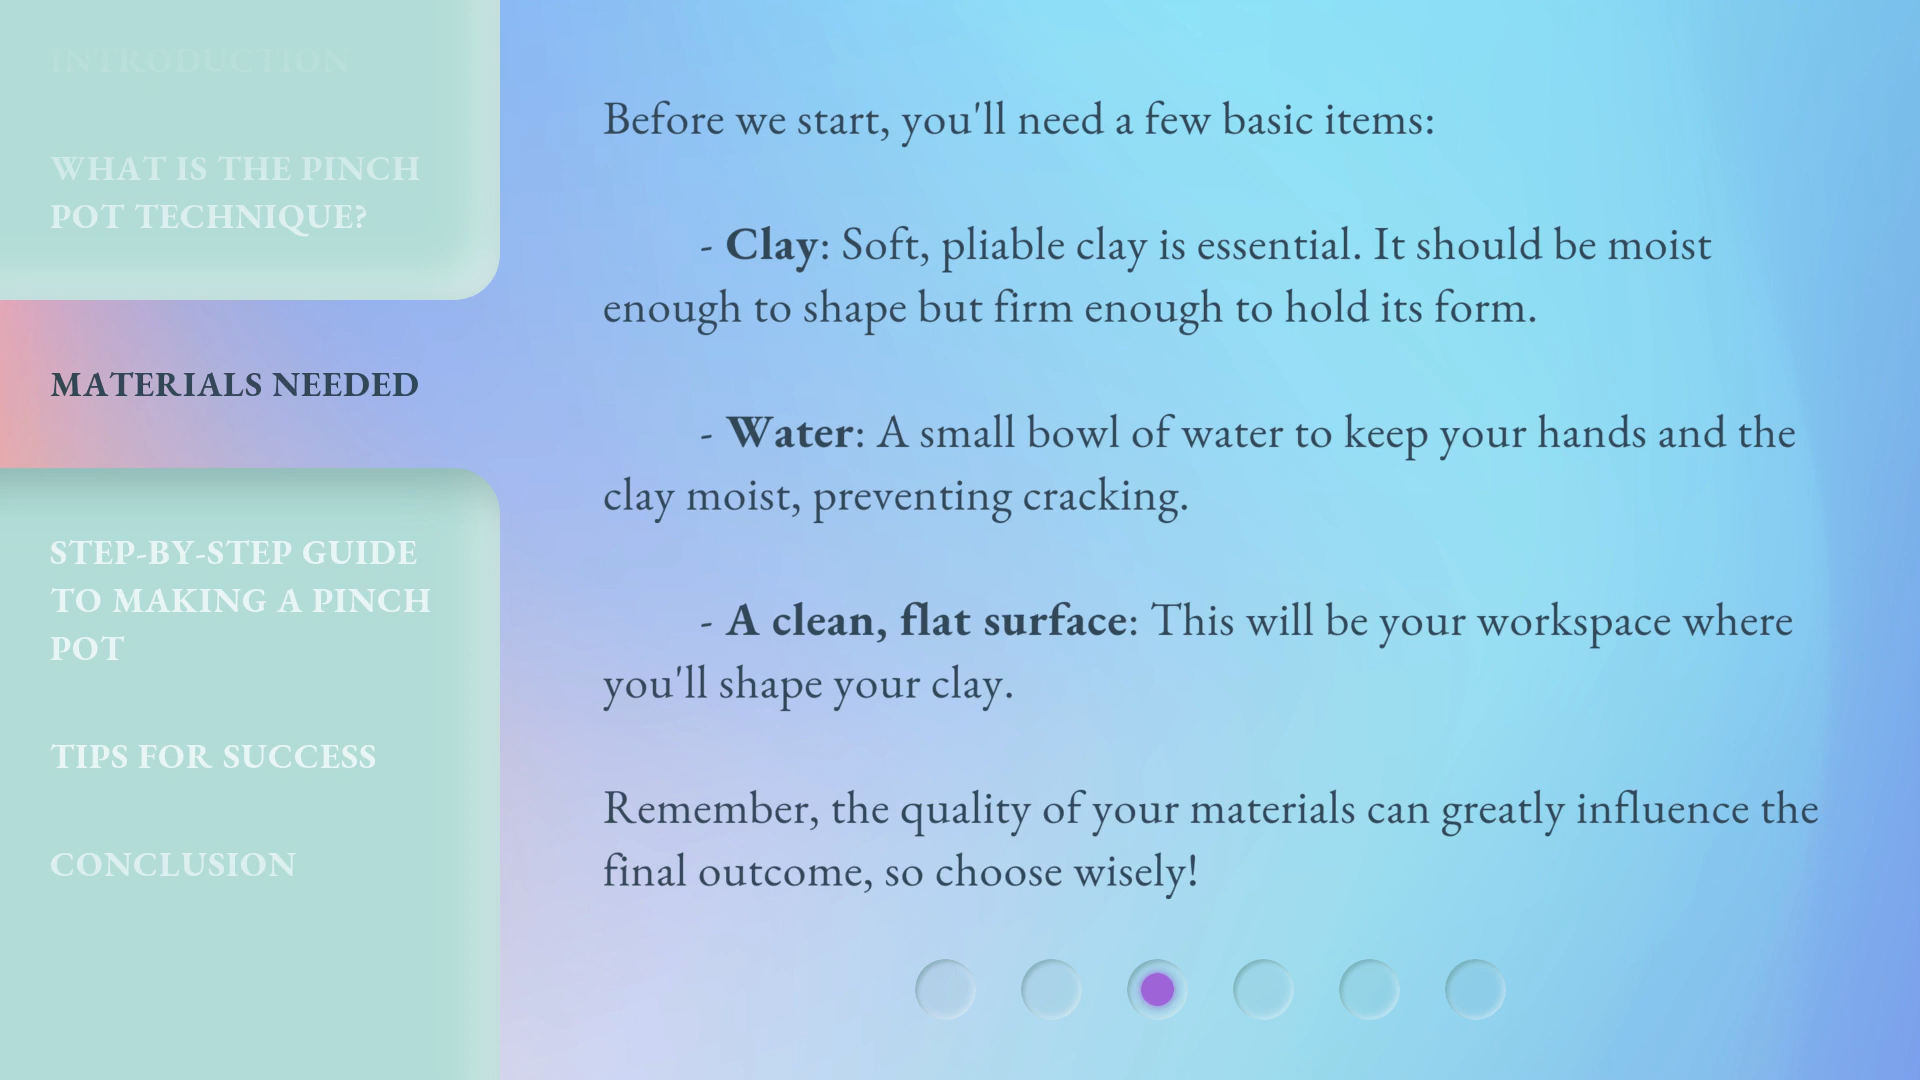 INTRODUCTION
WHAT IS THE PINCH
POT TECHNIQUE?
MATERIALS NEEDED
STEP-BY-STEP GUIDE
TO MAKING A PINCH
POT
TIPS FOR SUCCESS
CONCLUSION
Before we start, you'll need a few basic items:
- Clay: Soft, pliable clay is essential. It should be moist
enough to shape but firm enough to hold its form.
- Water: A small bowl of water to keep your hands and the
clay moist, preventing cracking.
- A clean, flat surface: This will be your workspace where
you'll shape your clay.
Remember, the quality of your materials can greatly influence the
final outcome, so choose wisely!